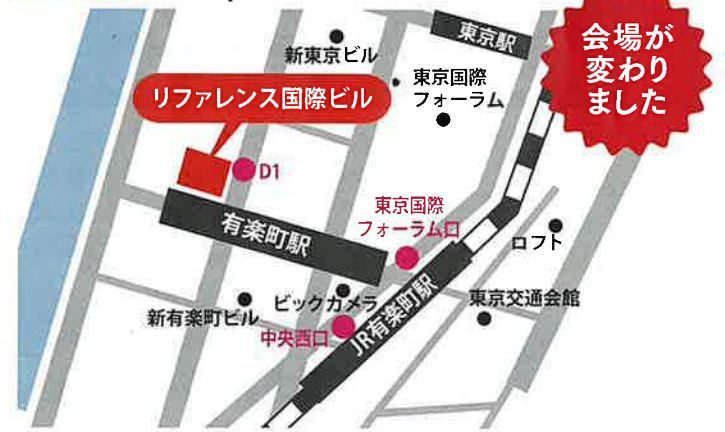 東京駅
会場が
変わり
ました
新東京ビル
東京国際
フォーラム
リファレンス国際ビル
D1
東京国際
フォーラム口
有楽町駅
ロフト
ビックカメラ
新有楽町ビル
東京交通会館
中央西口
JR有楽町駅